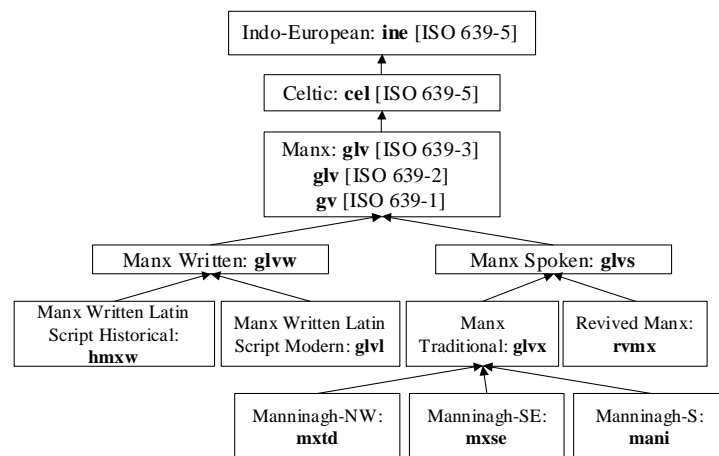 Indo-European: ine [ISO 639-5]
Celtic: cel [ISO 639-5]
Manx: glv [ISO 639-3]
glv [ISO 639-2]
gv [ISO 639-1]
Manx Written: glvw
Manx Spoken: glvs
Manx Written Latin
Script Historical:
hmxw
Manx Written Latin
Script Modern: glvl
Manx
Traditional: glvx
Revived Manx:
rvmx
Manninagh-NW:
mxtd
Manninagh-SE:
mxse
Manninagh-S:
mani